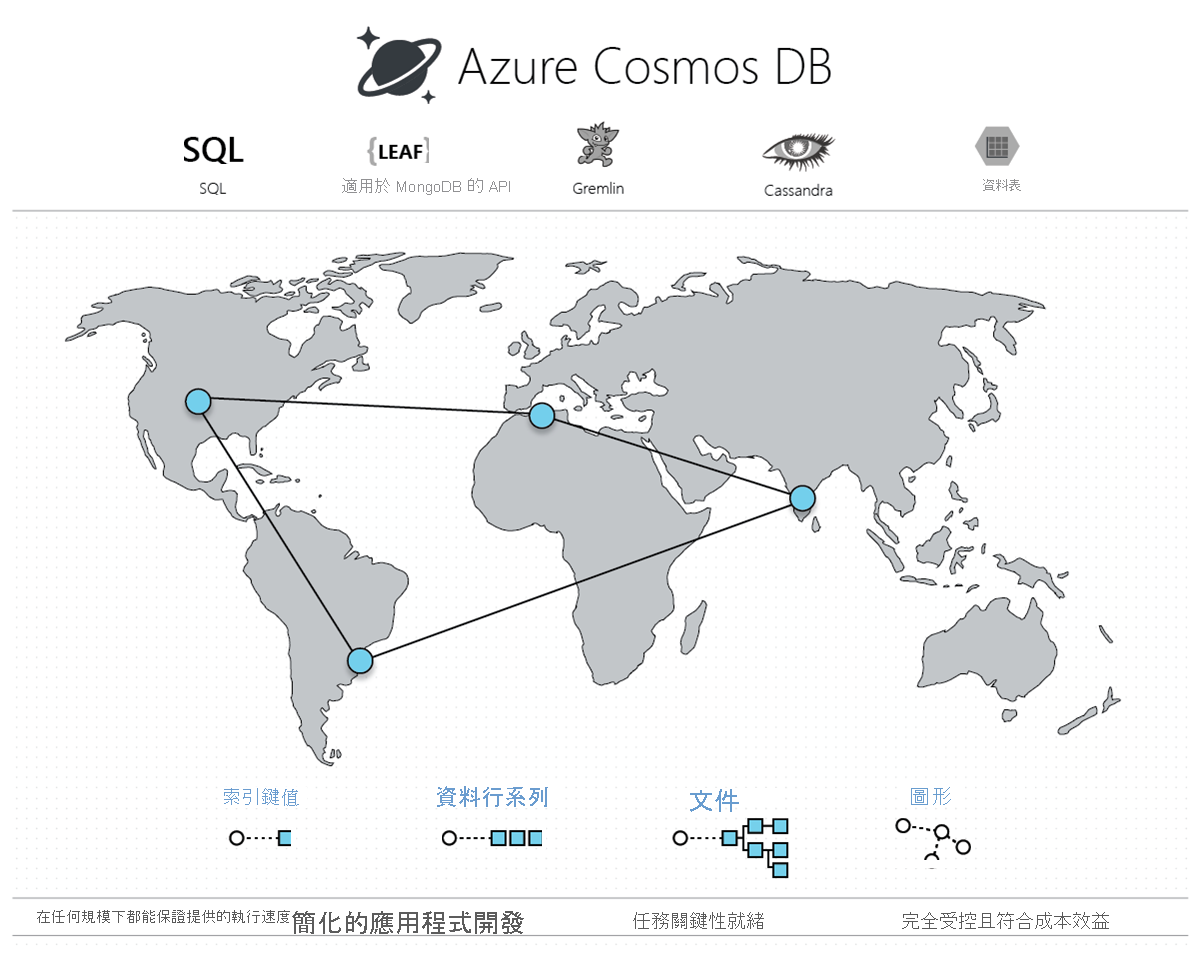 Azure Cosmos DB
SQL
{LEAF}
SQL
適用於 MongoDB 的 API
Gremlin
Cassandra
資料表
索引鍵值
資料行系列
文件
圖形
在任何規模下都能保證提供的執行速度
簡化的應用程式開發
任務關鍵性就緒
完全受控且符合成本效益